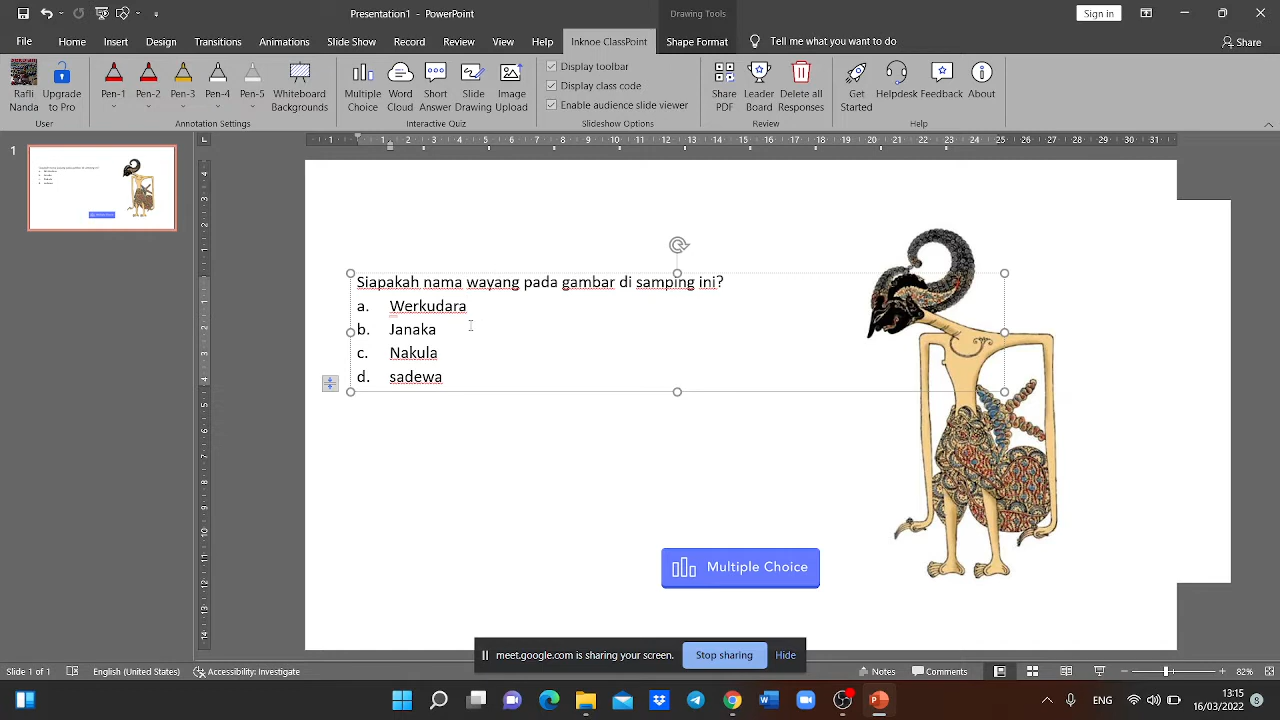 Presentation1 - PowerPoint
Drawing Tools
Sign in
File Home Insert Design Transitions Animations Slide Show Record Review View Help Inknoe ClassPoint Shape Format Tell me what you want to do Share
Rafii Nanda
Upgrade to Pro
User
Pen-1 Pen-2 Pen-3 Pen-4 Pen-5
Whiteboard Backgrounds
Annotation Settings
Multiple Choice
Word Cloud
Short Answer
Slide Drawing
Image Upload
Interactive Quiz
Display toolbar
Display class code
Enable audience slide viewer
Slideshow Option
Share PDF
Leader Board
Delete all Responses
Review
Get Started
Helpdesk
Feedback
About
Help
1
Siapakah nama wayang pada gambar di samping ini?
a. Werkudara
b. Janaka
c. Nakula
d. sadewa
Multiple Choice
meet.google.com is sharing your screen. Stop sharing Hide
Slide 1 of 1 English (United States) Accessibility: Investigate Notes Comments 82%
ENG 13:15
16/03/2022